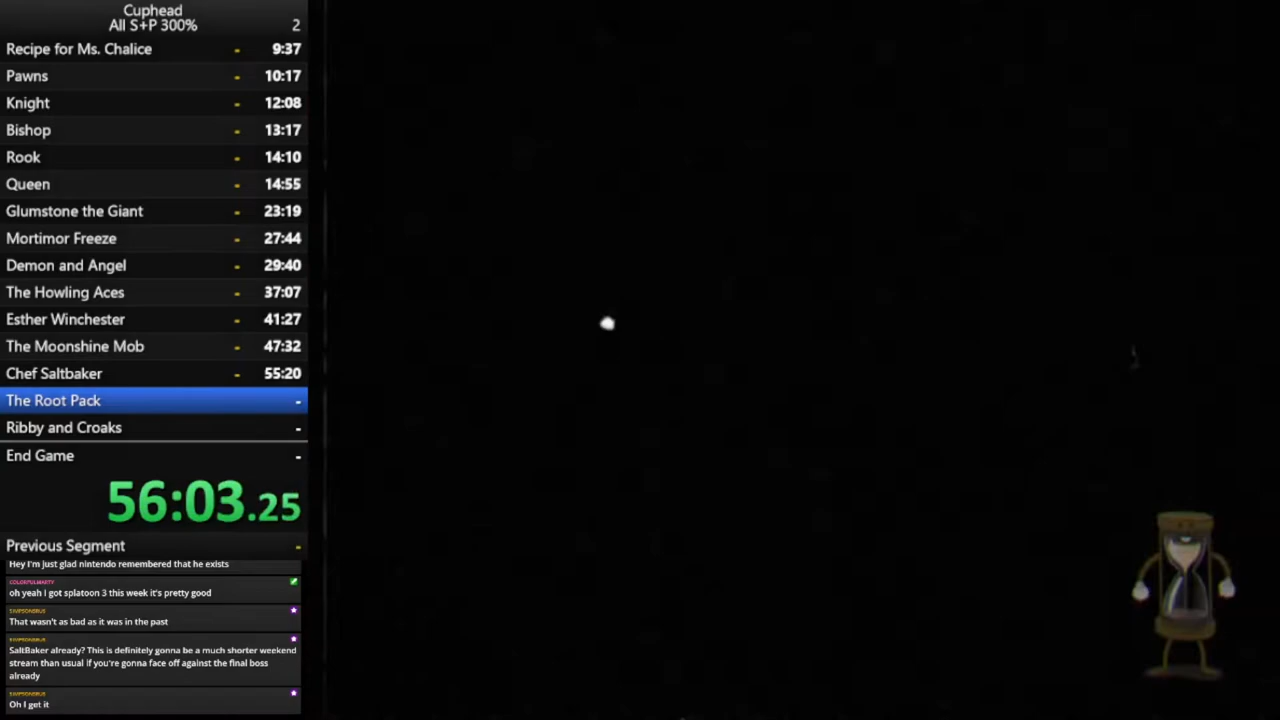 Cuphead
All S+P 300% 2
Recipe for Ms. Chalice - 9:37
Pawns - 10:17
Knight - 12:08
Bishop - 13:17
Rook - 14:10
Queen - 14:55
Glumstone the Giant - 23:19
Mortimor Freeze - 27:44
Demon and Angel - 29:40
The Howling Aces - 37:07
Esther Winchester - 41:27
The Moonshine Mob - 47:32
Chef Saltbaker - 55:20
The Root Pack -
Ribby and Croaks -
End Game -
56:03.25
Previous Segment -
Hey I'm just glad nintendo remembered that he exists
COLORFULMARTY
oh yeah I got splatoon 3 this week it's pretty good
That wasn't as bad as it was in the past
SaltBaker already? This is definitely gonna be a much shorter weekend
stream than usual if you're gonna face off against the final boss
already
Oh I get it